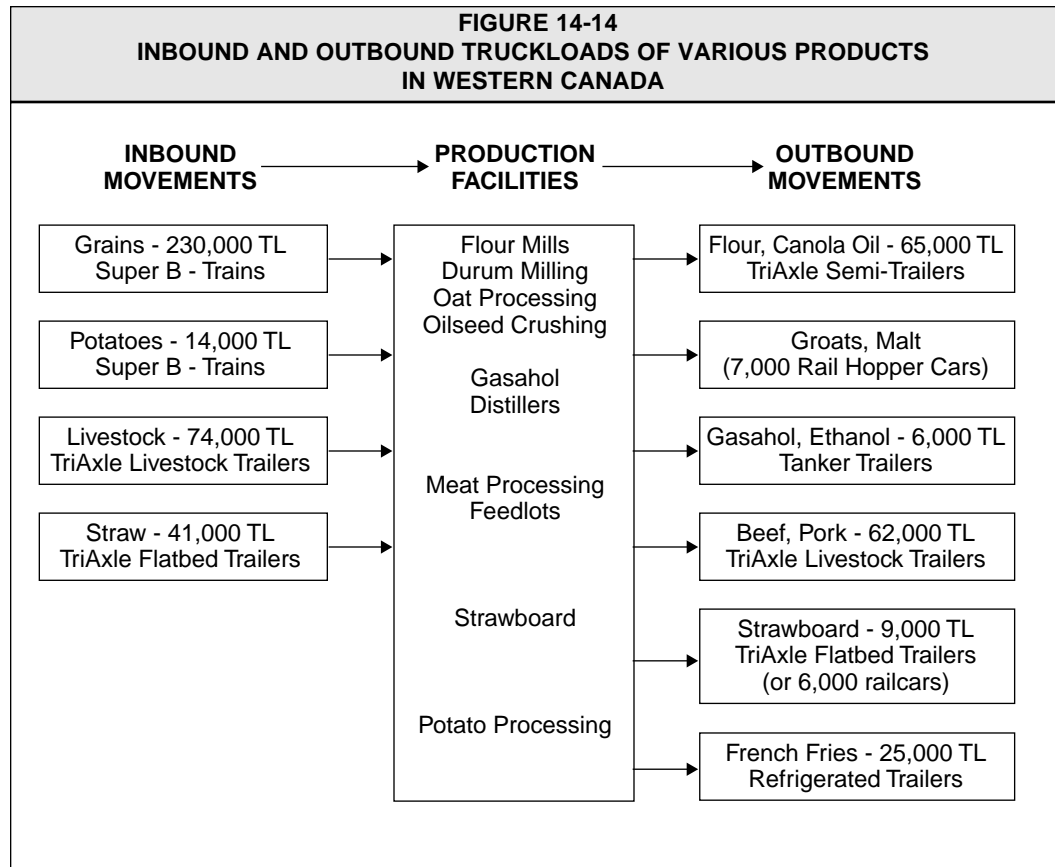 FIGURE 14-14
INBOUND AND OUTBOUND TRUCKLOADS OF VARIOUS PRODUCTS
IN WESTERN CANADA
INBOUND
MOVEMENTS
PRODUCTION
FACILITIES
OUTBOUND
MOVEMENTS
Grains - 230,000 TL
Super B - Trains
Potatoes - 14,000 TL
Super B - Trains
Livestock - 74,000 TL
TriAxle Livestock Trailers
Straw - 41,000 TL
TriAxle Flatbed Trailers
Flour Mills
Durum Milling
Oat Processing
Oilseed Crushing
Gasahol
Distillers
Meat Processing
Feedlots
Strawboard
Potato Processing
Flour, Canola Oil - 65,000 TL
TriAxle Semi-Trailers
Groats, Malt
(7,000 Rail Hopper Cars)
Gasahol, Ethanol - 6,000 TL
Tanker Trailers
Beef, Pork - 62,000 TL
TriAxle Livestock Trailers
Strawboard - 9,000 TL
TriAxle Flatbed Trailers
(or 6,000 railcars)
French Fries - 25,000 TL
Refrigerated Trailers